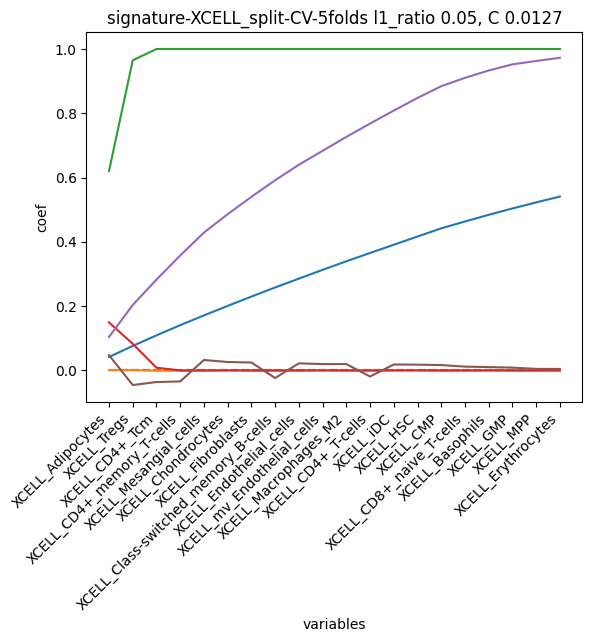 signature-XCELL_split-CV-5folds l1_ratio 0.05, C 0.0127
coef
1.0
0.8
0.6
0.4
0.2
0.0
XCELL_Adipocytes
XCELL_Tregs
XCELL_CD4+_Tcm
XCELL_CD4+_memory_T-cells
XCELL_Mesangial_cells
XCELL_Chondrocytes
XCELL_Fibroblasts
XCELL_Class-switched_memory_B-cells
XCELL_Endothelial_cells
XCELL_mv_Endothelial_cells
XCELL_Macrophages_M2
XCELL_CD4+_T-cells
XCELL_iDC
XCELL_HSC
XCELL_CMP
XCELL_CD8+_naive_T-cells
XCELL_Basophils
XCELL_GMP
XCELL_MPP
XCELL_Erythrocytes
variables